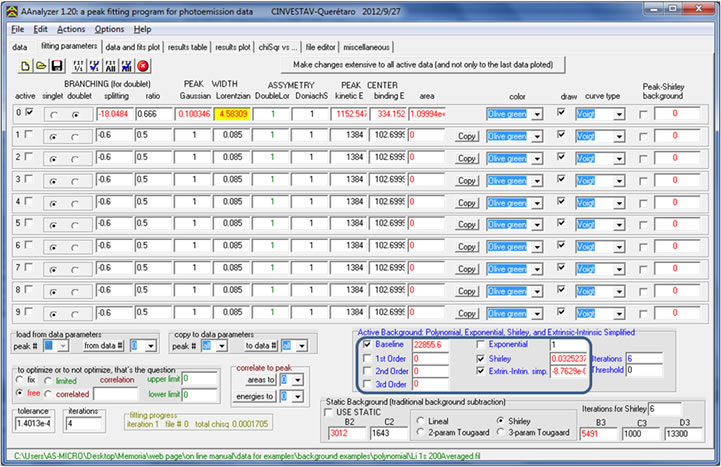 AAnalyzer 1.20: a peak fitting program for photoemission data CINVESTAV-Querétaro 2012/9/27
File Edit Actions Options Help
data fitting parameters data and fits plot results table results plot chiSqr vs ... file editor miscellaneous
Make changes extensive to all active data (and not only to the last data ploted)
BRANCHING (for doublet) PEAK WIDTH ASSYMETRY PEAK CENTER Peak-Shirley
active singlet doublet splitting ratio Gaussian Lorentzian DoubleLor DoniachS kinetic E binding E area color draw curve type background
0 -18.0484 0.666 0.100346 4.58309 1 1 1152.547 334.152 1.09994e+ Olive green Voigt 0
1 -0.6 0.5 1 0.085 1 1 1384 102.6999 0 Copy Olive green Voigt 0
2 -0.6 0.5 1 0.085 1 1 1384 102.6999 0 Copy Olive green Voigt 0
3 -0.6 0.5 1 0.085 1 1 1384 102.6999 0 Copy Olive green Voigt 0
4 -0.6 0.5 1 0.085 1 1 1384 102.6999 0 Copy Olive green Voigt 0
5 -0.6 0.5 1 0.085 1 1 1384 102.6999 0 Copy Olive green Voigt 0
6 -0.6 0.5 1 0.085 1 1 1384 102.6999 0 Copy Olive green Voigt 0
7 -0.6 0.5 1 0.085 1 1 1384 102.6999 0 Copy Olive green Voigt 0
8 -0.6 0.5 1 0.085 1 1 1384 102.6999 0 Copy Olive green Voigt 0
9 -0.6 0.5 1 0.085 1 1 1384 102.6999 0 Copy Olive green Voigt 0
load from data parameters
peak # from data # 0
copy to data parameters
peak # all to data # all
Active Background: Polynomial, Exponential, Shirley, and Extrinsic-Intrinsic Simplified
Baseline 22855.6 Exponential 1
1st Order 0 Shirley 0.0325237 Iterations 6
2nd Order 0 Extrin.-Intrin. simp. -8.7629e-( Threshold 0
3rd Order 0
to optimize or to not optimize, that's the question
fix limited correlation upper limit 0
free correlated lower limit 0
correlate to peak
areas to 0
energies to 0
tolerance
1.4013e-4
iterations
4
fitting progress
iteration 1 file # 0 total chisq 0.0001705
Static Background (traditional background subtraction)
USE STATIC Iterations for Shirley 6
B2 C2 Lineal Shirley B3 C3 D3
3012 1643 2-param Tougaard 3-param Tougaard 5491 1000 13300
C:\Users\AS-MICRO\Desktop\Memoria\web page\on line manual\data for examples\background examples\polynomial\Li 1s 200Averaged.fil